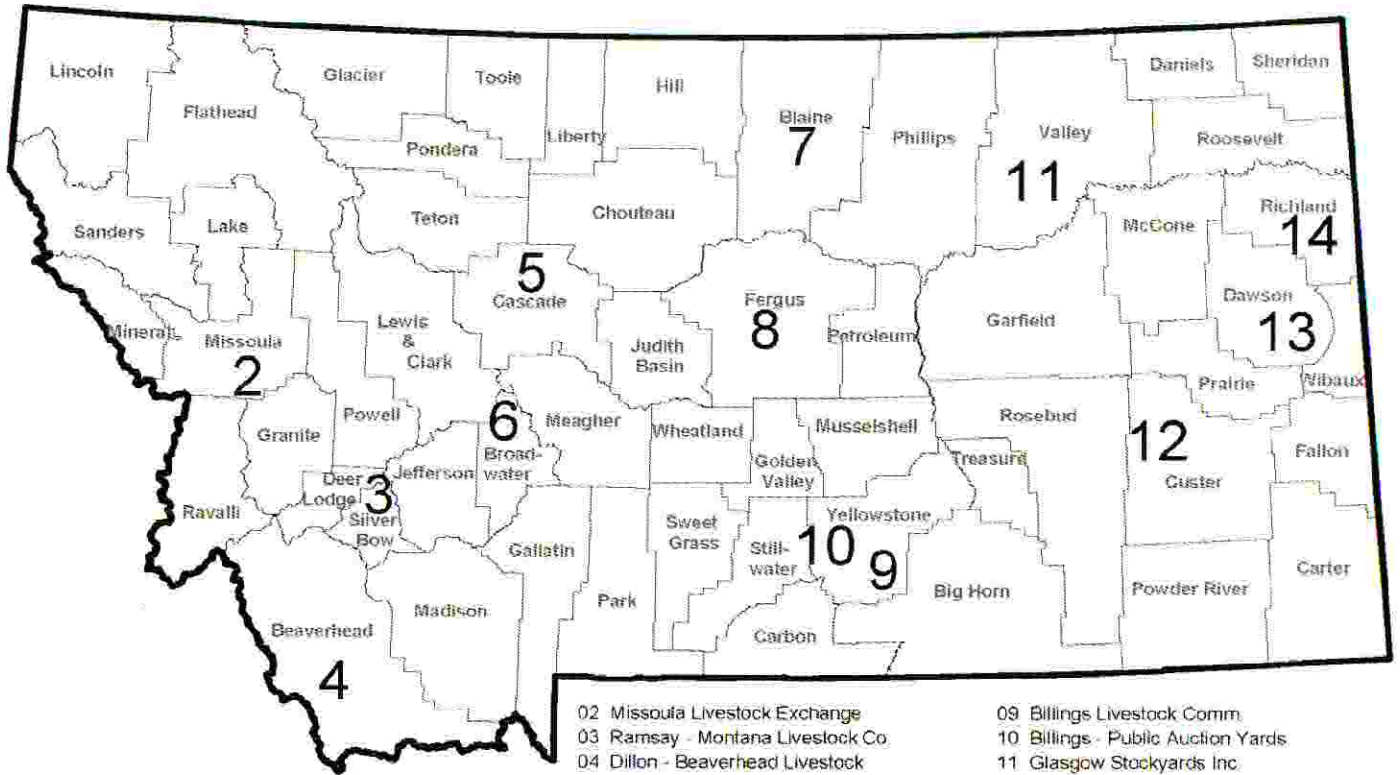 Lincoln
Flathead
Glacier
Toole
Hill
Liberty
Blaine
7
Phillips
Valley
11
Daniels
Sheridan
Roosevelt
Pondera
Teton
Chouteau
Sanders
Lake
McCone
Richland
14
5
Cascade
Fergus
8
Petroleum
Garfield
Dawson
13
Mineral
Missoula
2
Lewis
&
Clark
Judith
Basin
Prairie
Wibaux
Powell
Granite
6
Meagher
Broad-
water
Wheatland
Golden
Valley
Musselshell
Rosebud
Treasure
12
Custer
Fallon
Deer
Lodge
3
Jefferson
Silver
Bow
Ravalli
Gallatin
Sweet
Grass
Still-
water
Yellowstone
10
9
Big Horn
Powder River
Carter
Beaverhead
4
Madison
Park
Carbon
02 Missoula Livestock Exchange
03 Ramsay - Montana Livestock Co
04 Dillon - Beaverhead Livestock
09 Billings Livestock Comm
10 Billings - Public Auction Yards
11 Glasgow Stockyards Inc